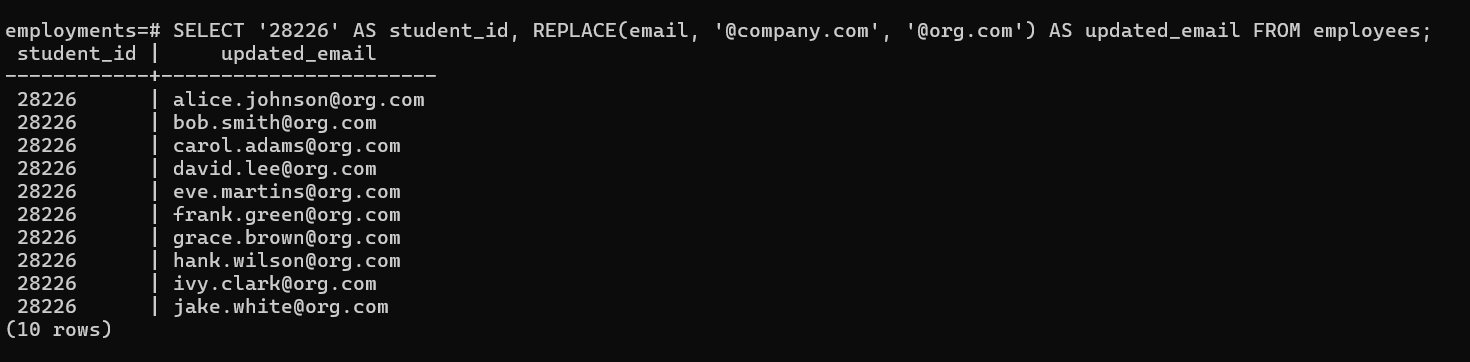 employments=# SELECT '28226' AS student_id, REPLACE(email, '@company.com', '@org.com') AS updated_email FROM employees;
 student_id |     updated_email
------------+-----------------------
 28226      | alice.johnson@org.com
 28226      | bob.smith@org.com
 28226      | carol.adams@org.com
 28226      | david.lee@org.com
 28226      | eve.martins@org.com
 28226      | frank.green@org.com
 28226      | grace.brown@org.com
 28226      | hank.wilson@org.com
 28226      | ivy.clark@org.com
 28226      | jake.white@org.com
(10 rows)